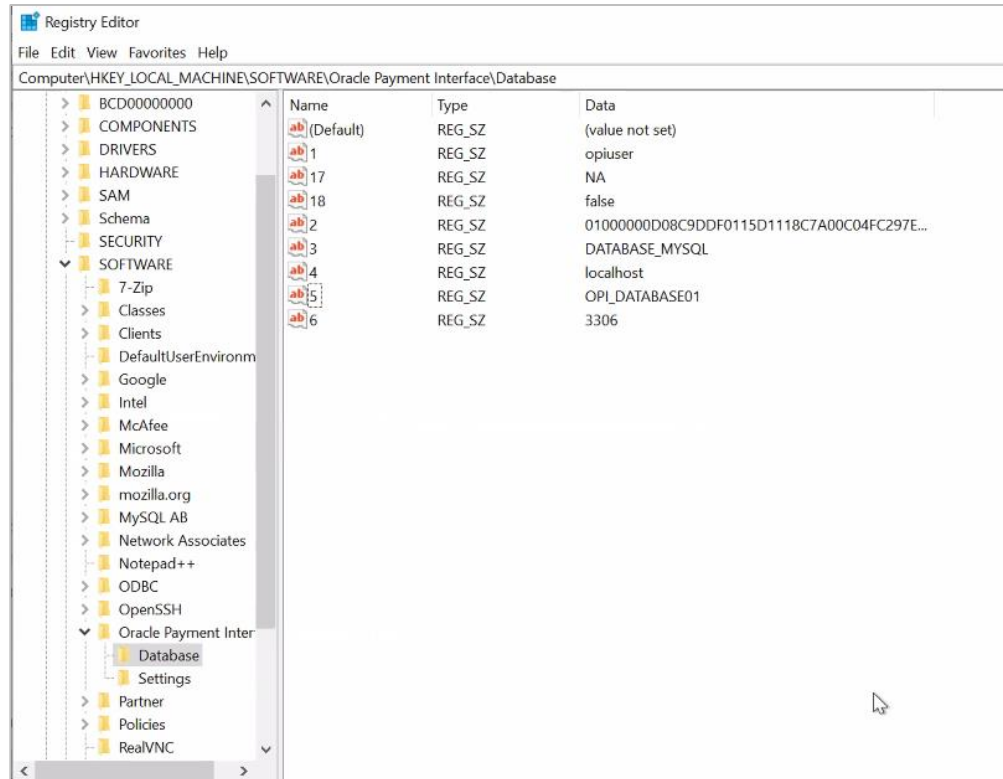 Registry Editor
File Edit View Favorites Help
Computer\HKEY_LOCAL_MACHINE\SOFTWARE\Oracle Payment Interface\Database
BCD00000000
COMPONENTS
DRIVERS
HARDWARE
SAM
Schema
SECURITY
SOFTWARE
7-Zip
Classes
Clients
DefaultUserEnvironm
Google
Intel
McAfee
Microsoft
Mozilla
mozilla.org
MySQL AB
Network Associates
Notepad++
ODBC
OpenSSH
Oracle Payment Inter
Database
Settings
Partner
Policies
RealVNC
Name Type Data
(Default) REG_SZ (value not set)
1 REG_SZ opiuser
17 REG_SZ NA
18 REG_SZ false
2 REG_SZ 01000000D08C9DDF0115D1118C7A00C04FC297E...
3 REG_SZ DATABASE_MYSQL
4 REG_SZ localhost
5 REG_SZ OPI_DATABASE01
6 REG_SZ 3306